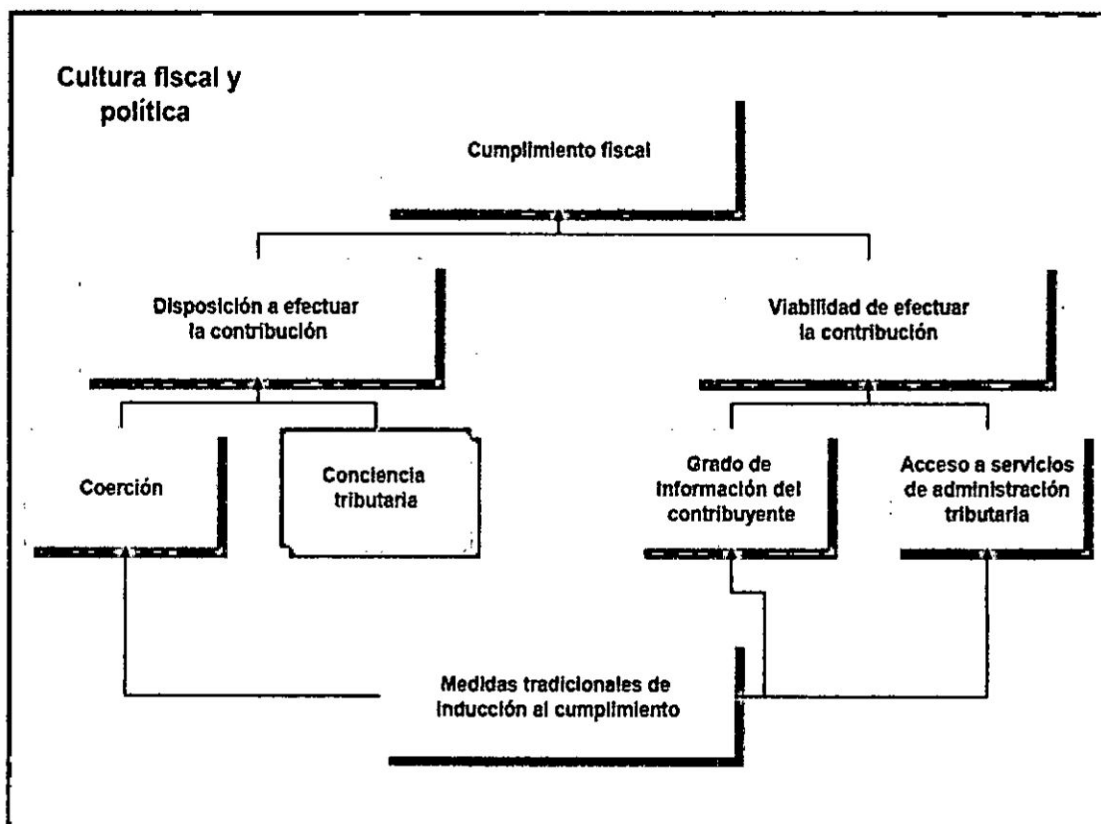 Cultura fiscal y
política
Cumplimiento fiscal
Disposición a efectuar
la contribución
Viabilidad de efectuar
la contribución
Coerción
Conciencia
tributaria
Grado de
información del
contribuyente
Acceso a servicios
de administración
tributaria
Medidas tradicionales de
inducción al cumplimiento